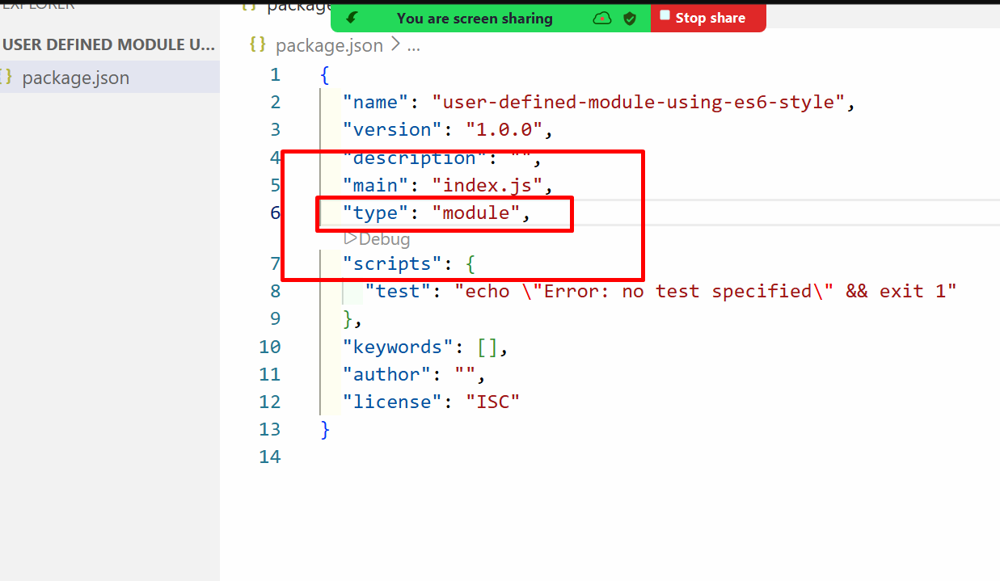 You are screen sharing
Stop share
USER DEFINED MODULE U...
package.json
package.json > ...
1 {
2 "name": "user-defined-module-using-es6-style",
3 "version": "1.0.0",
4 "description": "",
5 "main": "index.js",
6 "type": "module",
Debug
7 "scripts": {
8 "test": "echo \"Error: no test specified\" && exit 1"
9 },
10 "keywords": [],
11 "author": "",
12 "license": "ISC"
13 }
14